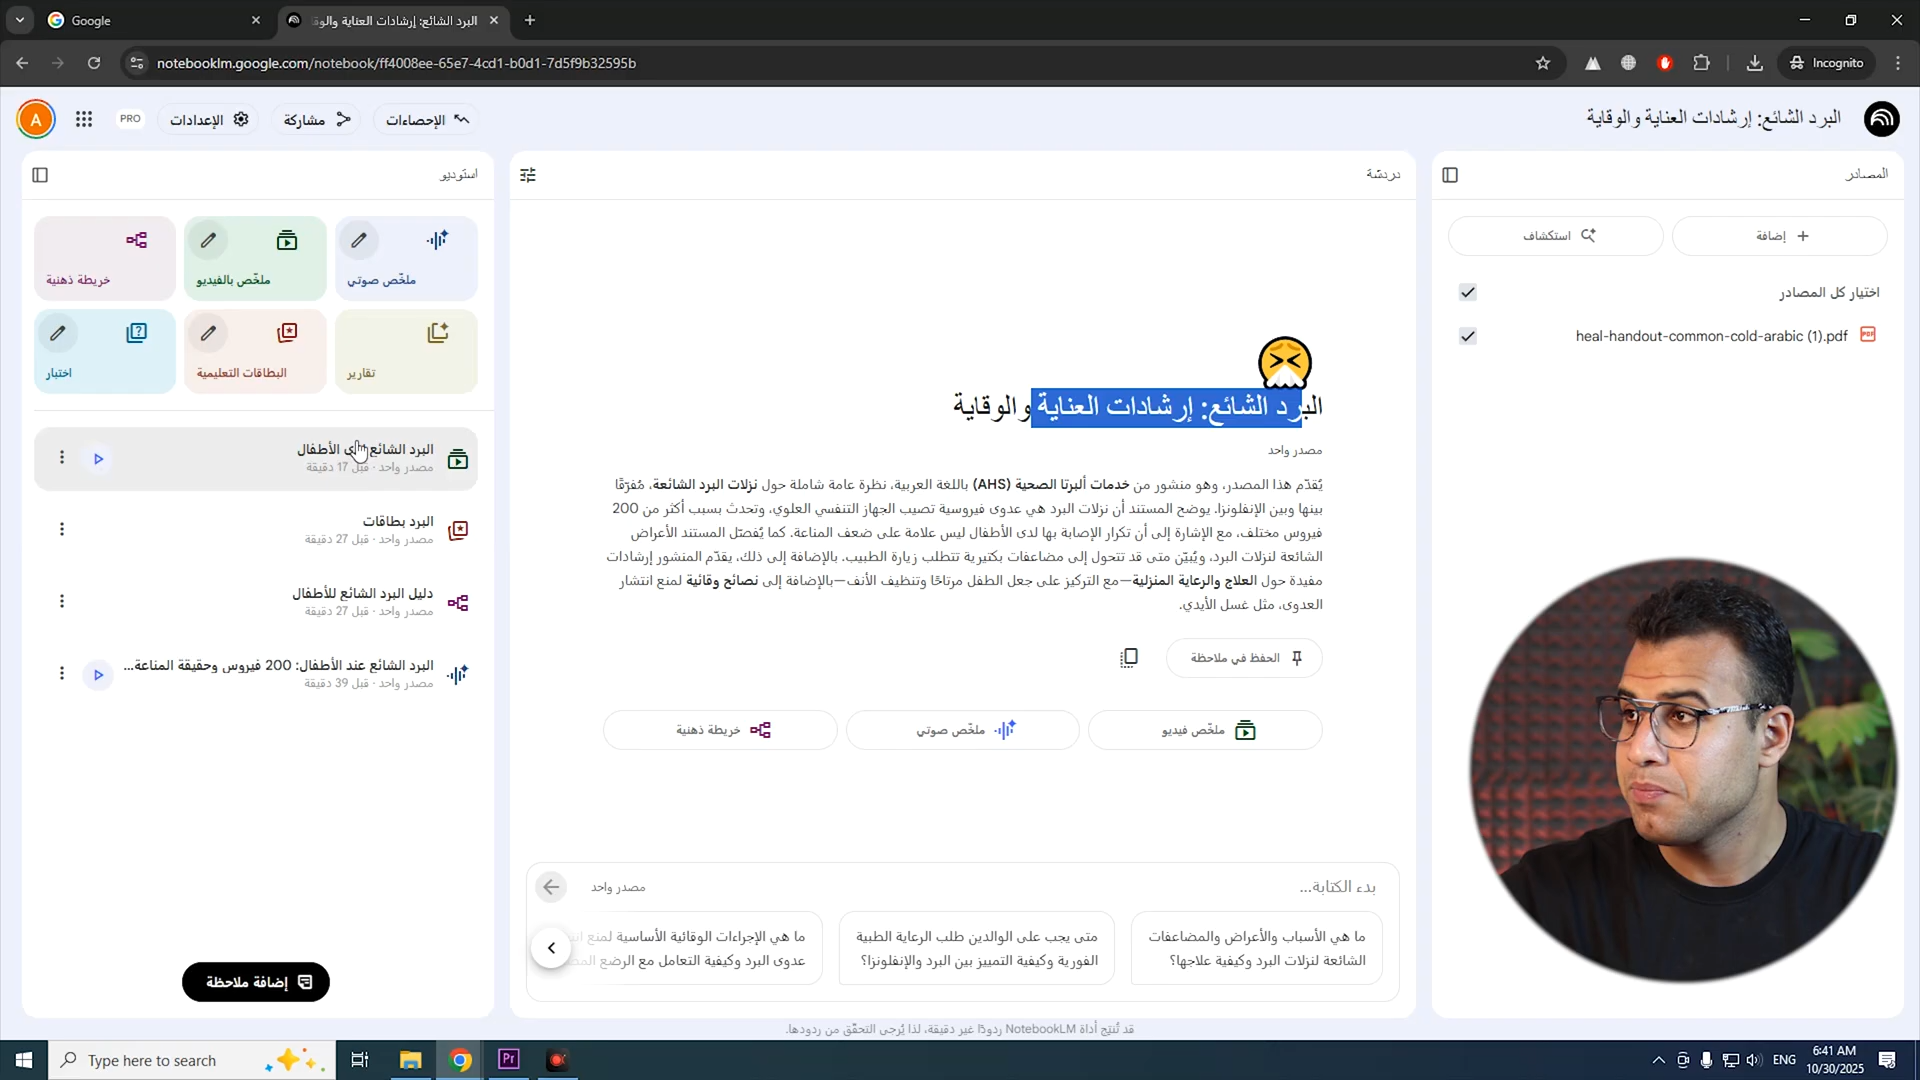 Google
البرد الشائع: إرشادات العناية والوقا
notebooklm.google.com/notebook/ff4008ee-65e7-4cd1-b0d1-7d5f9b32595b
Incognito
البرد الشائع: إرشادات العناية والوقاية
الإحصاءات
مشاركة
الإعدادات
PRO
A
المصادر
إضافة
استكشاف
اختيار كل المصادر
heal-handout-common-cold-arabic (1).pdf
PDF
دردشة
البرد الشائع: إرشادات العناية والوقاية
مصدر واحد
يُقدّم هذا المصدر، وهو منشور من خدمات ألبرتا الصحية (AHS) باللغة العربية، نظرة عامة شاملة حول نزلات البرد الشائعة، مُفرّقًا
بينها وبين الإنفلونزا. يوضح المستند أن نزلات البرد هي عدوى فيروسية تصيب الجهاز التنفسي العلوي، وتحدث بسبب أكثر من 200
فيروس مختلف، مع الإشارة إلى أن تكرار الإصابة بها لدى الأطفال ليس علامة على ضعف المناعة. كما يُفصّل المستند الأعراض
الشائعة لنزلات البرد، ويُبيّن متى قد تتحول إلى مضاعفات بكتيرية تتطلب زيارة الطبيب. بالإضافة إلى ذلك، يقدّم المنشور إرشادات
مفيدة حول العلاج والرعاية المنزلية—مع التركيز على جعل الطفل مرتاحًا وتنظيف الأنف—بالإضافة إلى نصائح وقائية لمنع انتشار
العدوى، مثل غسل الأيدي.
الحفظ في ملاحظة
ملخّص فيديو
ملخّص صوتي
خريطة ذهنية
بدء الكتابة...
مصدر واحد
ما هي الأسباب والأعراض والمضاعفات
الشائعة لنزلات البرد وكيفية علاجها؟
متى يجب على الوالدين طلب الرعاية الطبية
الفورية وكيفية التمييز بين البرد والإنفلونزا؟
ما هي الإجراءات الوقائية الأساسية لمنع
عدوى البرد وكيفية التعامل مع الرضع
قد تُنتِج أداة NotebookLM ردودًا غير دقيقة، لذا يُرجى التحقّق من ردودها.
استوديو
ملخّص صوتي
ملخّص بالفيديو
خريطة ذهنية
تقارير
البطاقات التعليمية
اختبار
البرد الشائع الأطفال
مصدر واحد · قبل 17 دقيقة
البرد بطاقات
مصدر واحد · قبل 27 دقيقة
دليل البرد الشائع للأطفال
مصدر واحد · قبل 27 دقيقة
البرد الشائع عند الأطفال: 200 فيروس وحقيقة المناعة...
مصدر واحد · قبل 39 دقيقة
إضافة ملاحظة
Type here to search
Pr
ENG
6:41 AM
10/30/2025